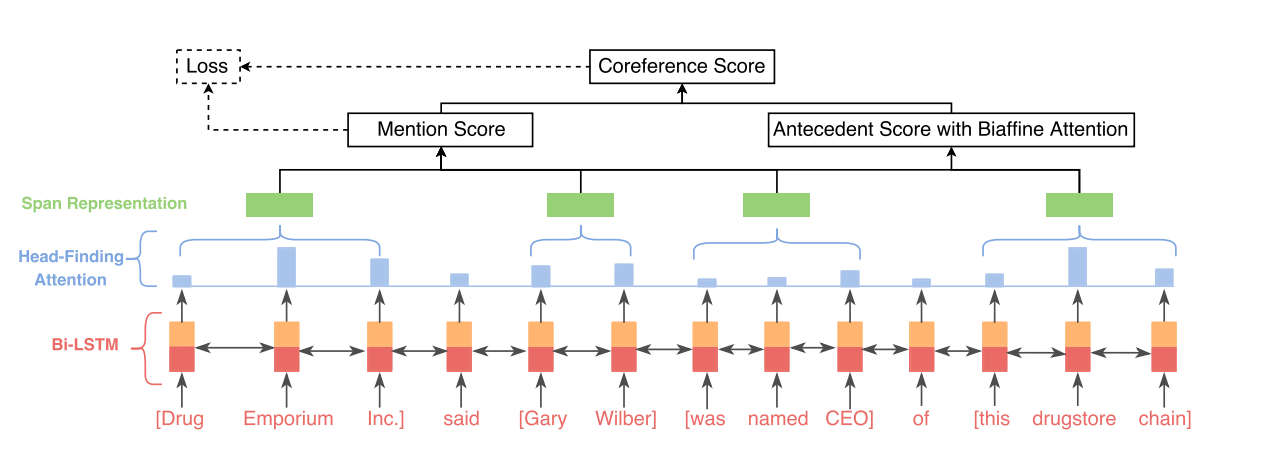 Loss
Coreference Score
Mention Score
Antecedent Score with Biaffine Attention
Span Representation
Head-Finding
Attention
Bi-LSTM
[Drug Emporium Inc.] said [Gary Wilber] [was named CEO] of [this drugstore chain]